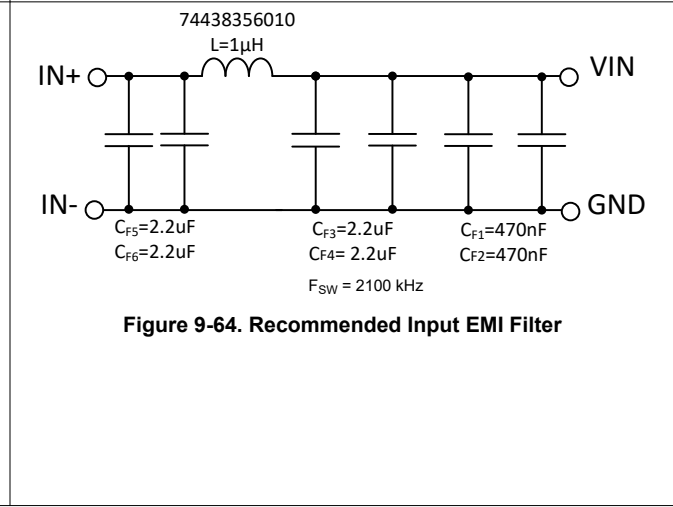 74438356010
L=1µH
IN+
VIN
IN-
GND
CF5=2.2uF
CF6=2.2uF
CF3=2.2uF
CF4= 2.2uF
CF1=470nF
CF2=470nF
FSW = 2100 kHz
Figure 9-64. Recommended Input EMI Filter